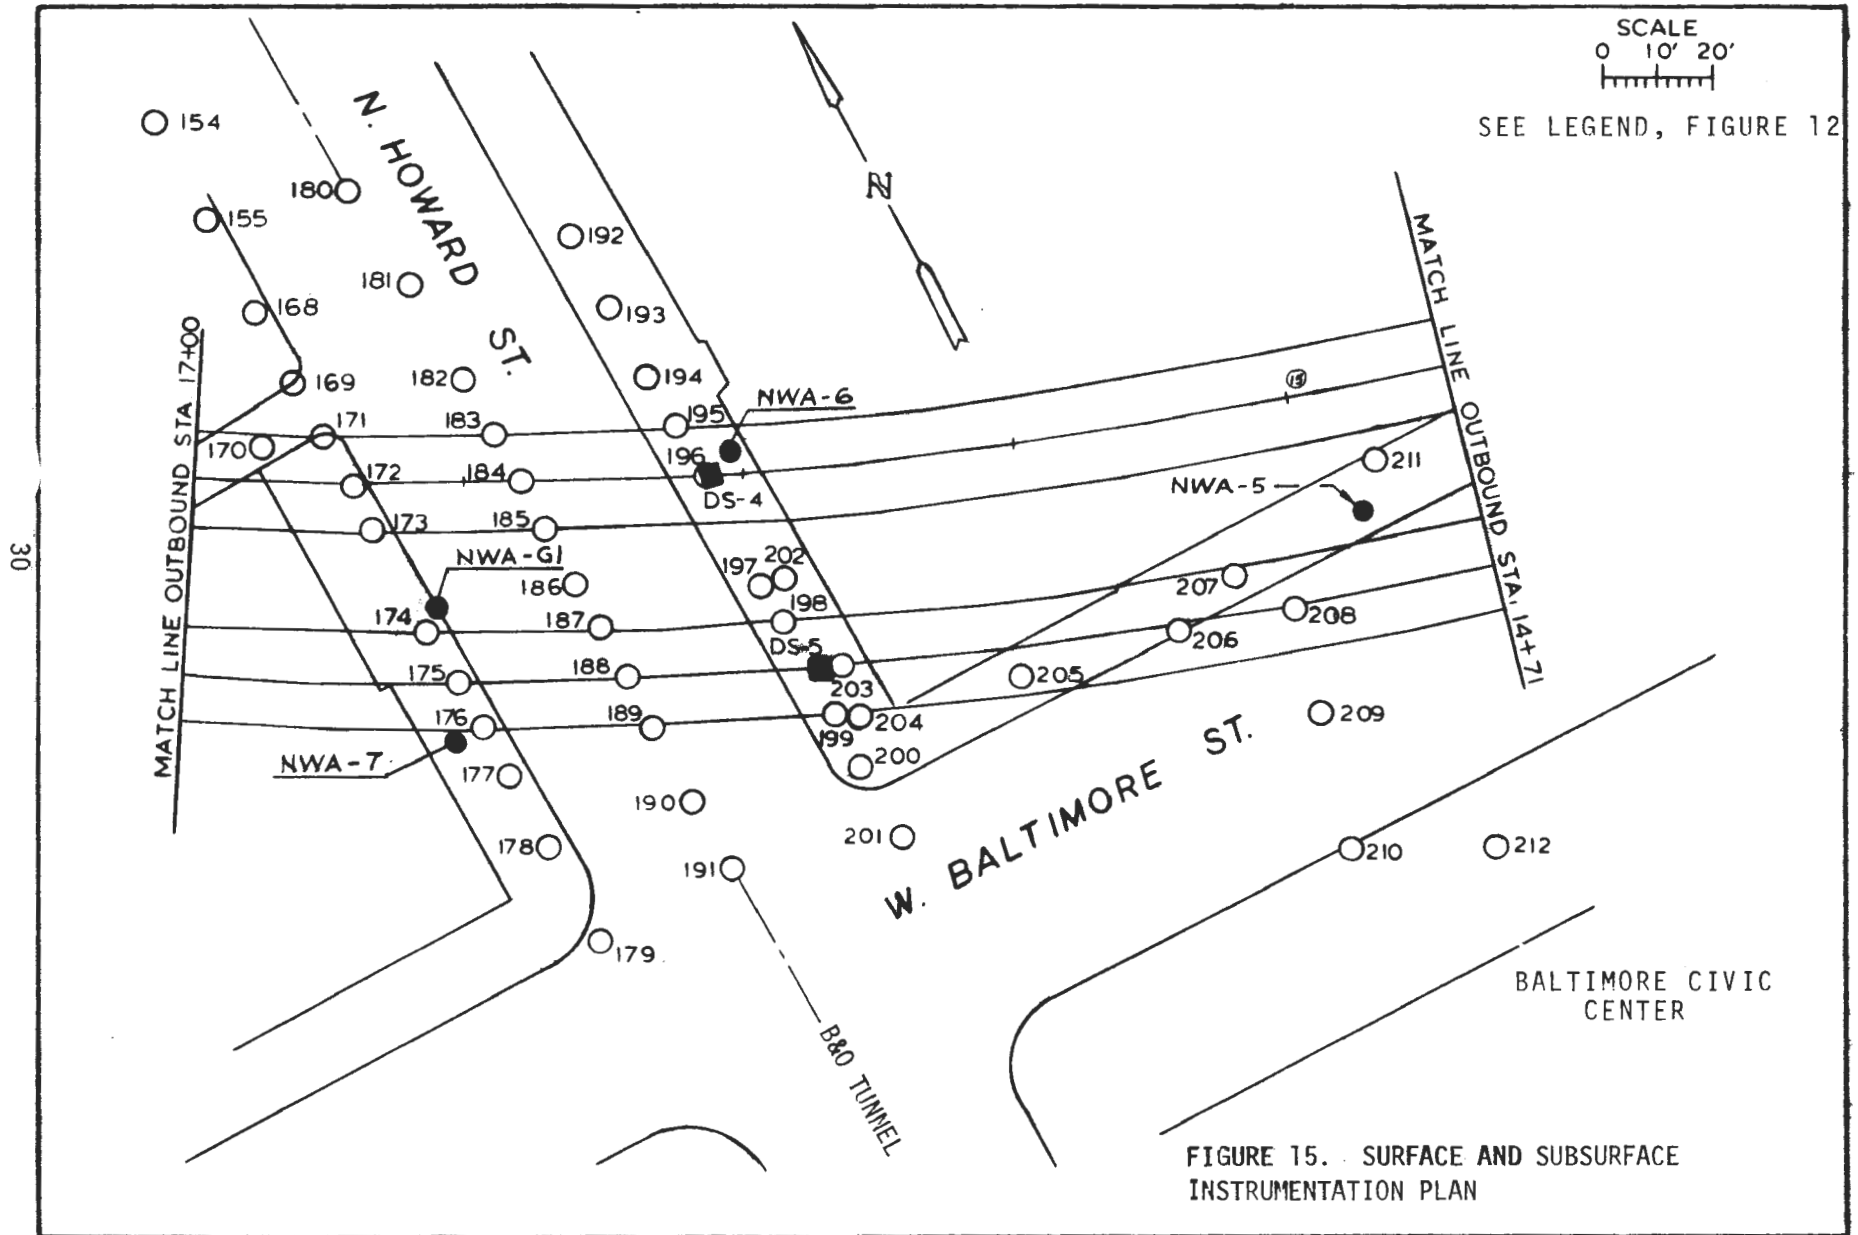 SCALE
0 10' 20'
SEE LEGEND, FIGURE 12
154
N. HOWARD ST.
180
155
192
N
181
168
193
MATCH LINE OUTBOUND STA 17+00
MATCH LINE OUTBOUND STA, 14+71
169
182
194
15
NWA-6
171
183
195
170
196
211
172
184
DS-4
NWA-5
173
185
NWA-G1
197
202
186
207
174
187
198
208
206
DS-5
175
188
203
205
176
189
199
204
209
NWA-7
177
200
190
201
W. BALTIMORE ST.
178
191
210
212
179
BALTIMORE CIVIC
CENTER
B&O TUNNEL
FIGURE 15. SURFACE AND SUBSURFACE
INSTRUMENTATION PLAN
30